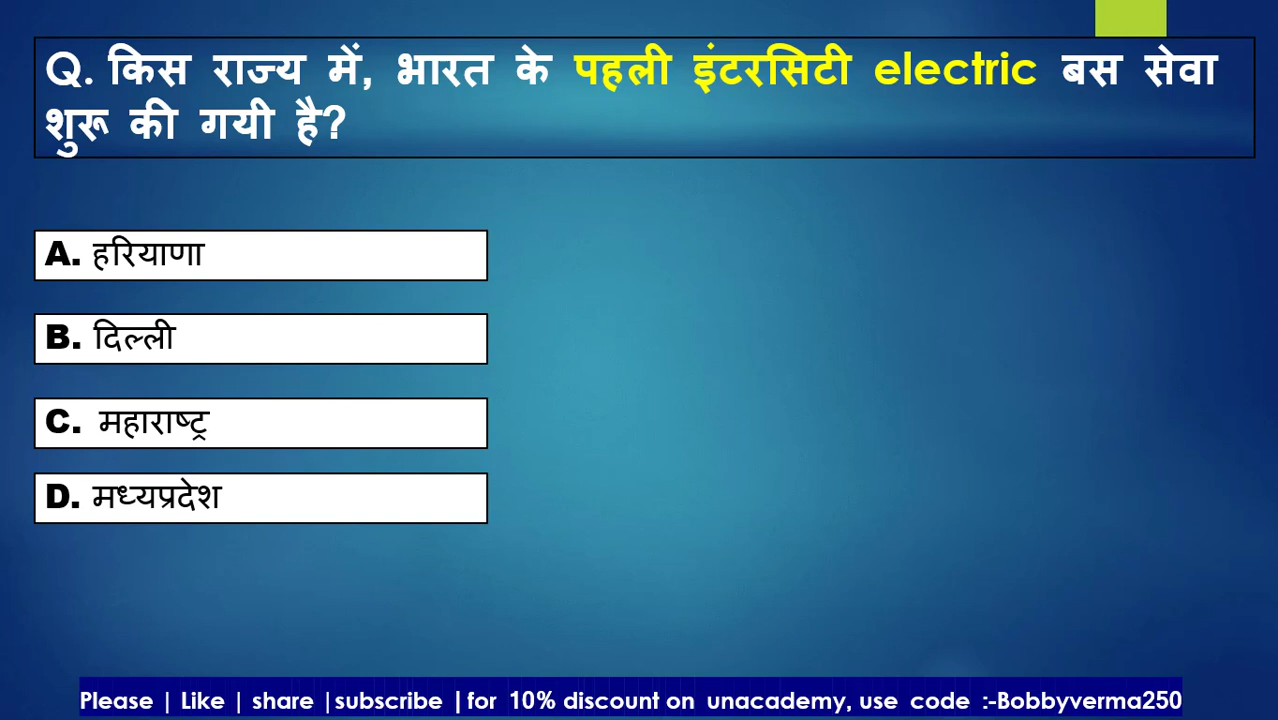 Q. किस राज्य में, भारत के पहली इंटरसिटी electric बस सेवा
शुरू की गयी है?
A. हरियाणा
B. दिल्ली
C. महाराष्ट्र
D. मध्यप्रदेश
Please | Like | share |subscribe |for 10% discount on unacademy, use code :-Bobbyverma250